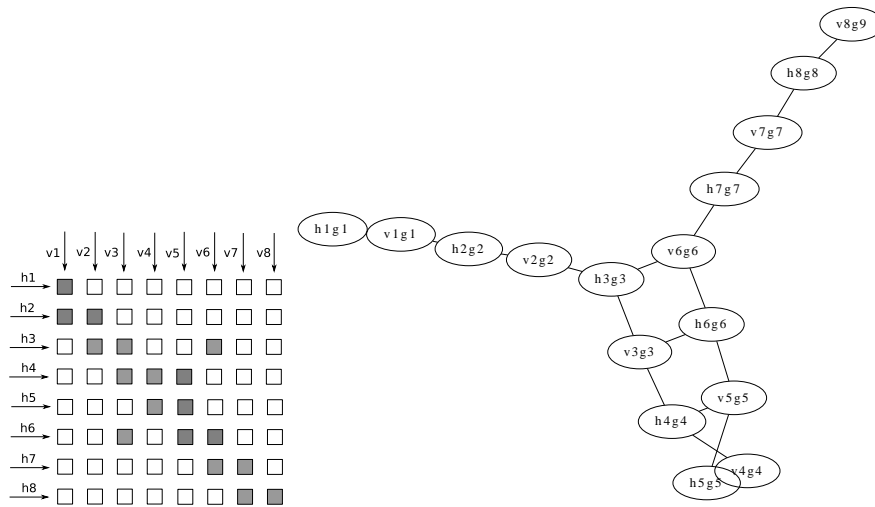 v1 v2 v3 v4 v5 v6 v7 v8
h1
h2
h3
h4
h5
h6
h7
h8
v8g9
h8g8
v7g7
h7g7
h1g1
v1g1
h2g2
v2g2
h3g3
v6g6
h6g6
v3g3
v5g5
h4g4
v4g4
h5g5